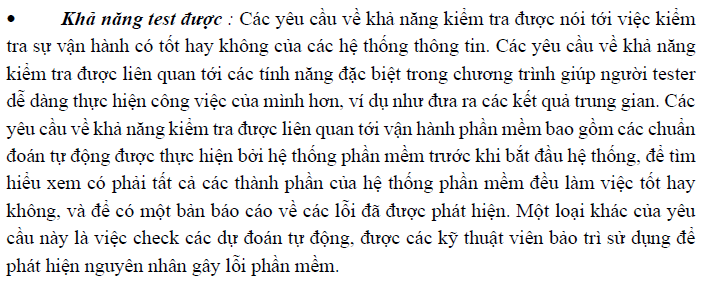 • Khả năng test được : Các yêu cầu về khả năng kiểm tra được nói tới việc kiểm
tra sự vận hành có tốt hay không của các hệ thống thông tin. Các yêu cầu về khả năng
kiểm tra được liên quan tới các tính năng đặc biệt trong chương trình giúp người tester
dễ dàng thực hiện công việc của mình hơn, ví dụ như đưa ra các kết quả trung gian. Các
yêu cầu về khả năng kiểm tra được liên quan tới vận hành phần mềm bao gồm các chuẩn
đoán tự động được thực hiện bởi hệ thống phần mềm trước khi bắt đầu hệ thống, để tìm
hiểu xem có phải tất cả các thành phần của hệ thống phần mềm đều làm việc tốt hay
không, và để có một bản báo cáo về các lỗi đã được phát hiện. Một loại khác của yêu
cầu này là việc check các dự đoán tự động, được các kỹ thuật viên bảo trì sử dụng để
phát hiện nguyên nhân gây lỗi phần mềm.